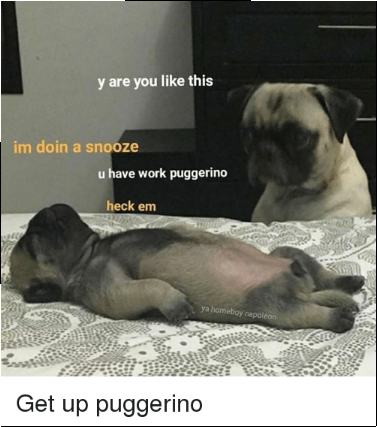 y are you like this
im doin a snooze
u have work puggerino
heck em
ya homeboy napoleon
Get up puggerino